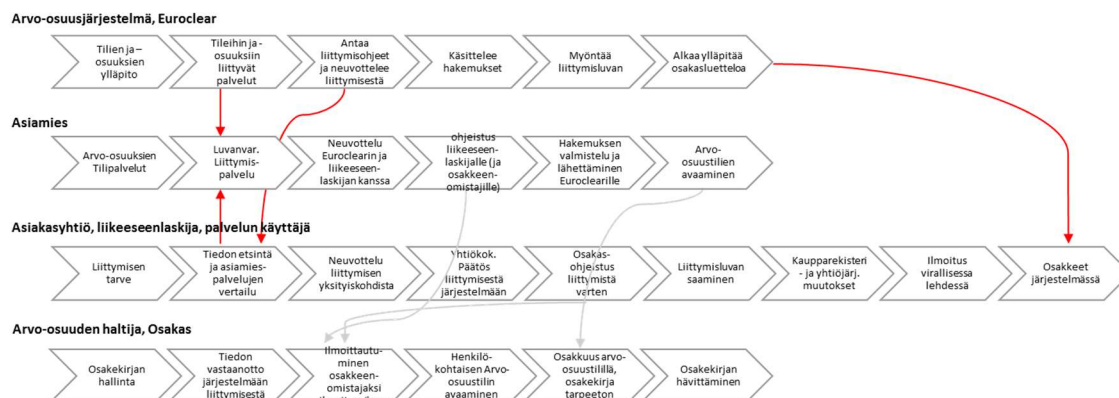 Arvo-osuusjärjestelmä, Euroclear
Tilien ja –
osuuksien
ylläpito
Tileihin ja -
osuuksiin
liittyvät
palvelut
Antaa
liittymisohjeet
ja neuvottelee
liittymisestä
Käsittelee
hakemukset
Myöntää
liittymisluvan
Alkaa ylläpitää
osakasluetteloa
Asiamies
Arvo-osuuksien
Tilipalvelut
Luvanvar.
Liittymis-
palvelu
Neuvottelu
Euroclearin ja
liikeeseen-
laskijan kanssa
ohjeistus
liikeeseen-
laskijalle (ja
osakkeen-
omistajille)
Hakemuksen
valmistelu ja
lähettäminen
Euroclearille
Arvo-
osuustilien
avaaminen
Asiakasyhtiö, liikeeseenlaskija, palvelun käyttäjä
Liittymisen
tarve
Tiedon etsintä
ja asiamies-
palvelujen
vertailu
Neuvottelu
liittymisen
yksityiskohdista
Yhtiökok.
Päätös
liittymisestä
järjestelmään
Osakas-
ohjeistus
liittymistä
varten
Liittymisluvan
saaminen
Kaupparekisteri
- ja yhtiöjärj.
muutokset
Ilmoitus
virallisessa
lehdessä
Osakkeet
järjestelmässä
Arvo-osuuden haltija, Osakas
Osakekirjan
hallinta
Tiedon
vastaanotto
järjestelmään
liittymisestä
Ilmoittautu-
minen
osakkeen-
omistajaksi
Henkilö-
kohtaisen Arvo-
osuustilin
avaaminen
Osakkuus arvo-
osuustilillä,
osakekirja
tarpeeton
Osakekirjan
hävittäminen